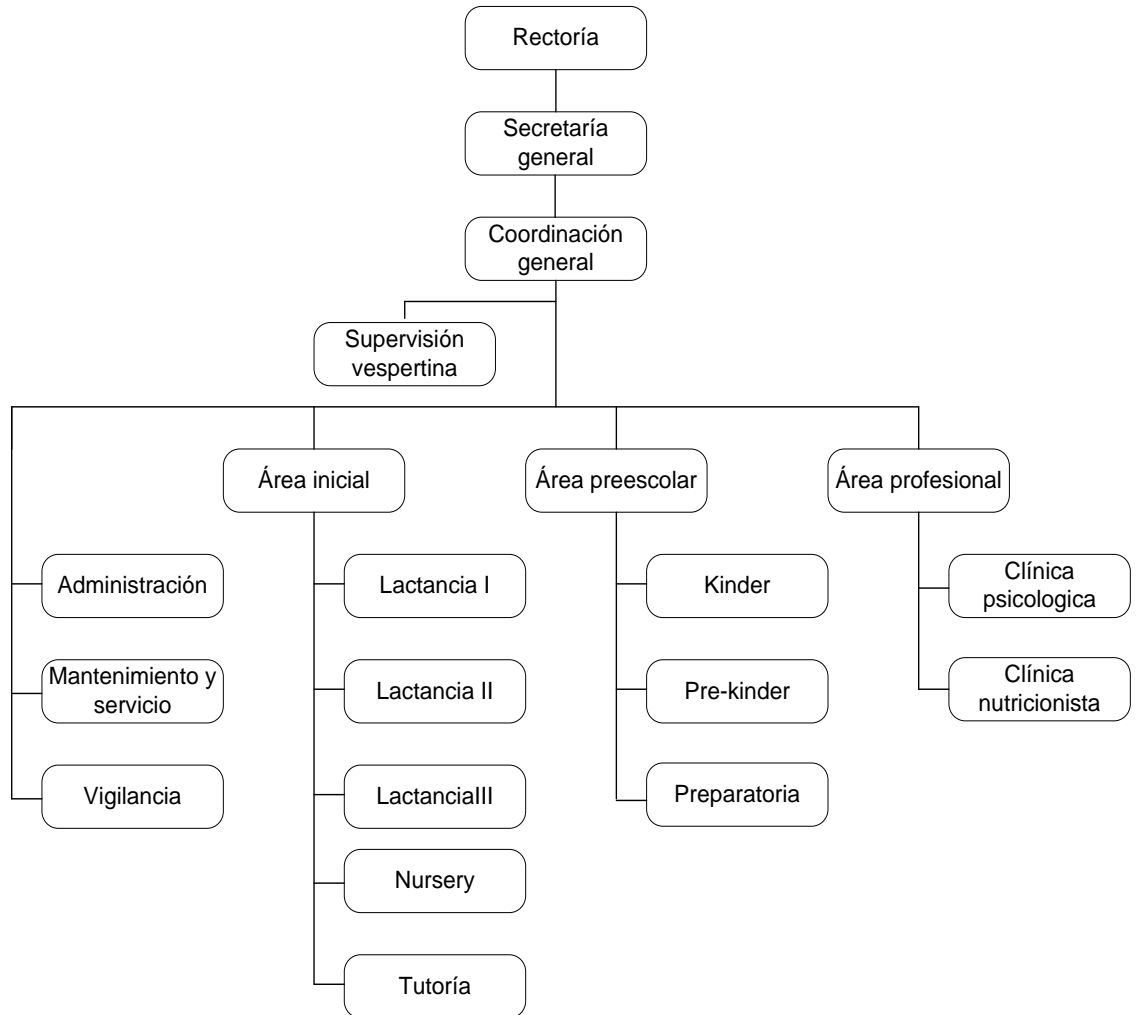 Rectoría
Secretaría
general
Coordinación
general
Supervisión
vespertina
Área inicial
Área preescolar
Área profesional
Administración
Lactancia I
Kinder
Clínica
psicologica
Mantenimiento y
servicio
Lactancia II
Pre-kinder
Clínica
nutricionista
Vigilancia
LactanciaIII
Preparatoria
Nursery
Tutoría